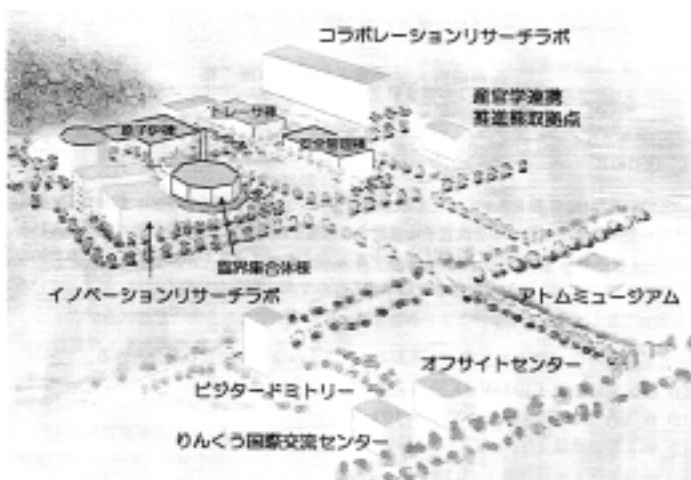 コラボレーションリサーチラボ
産官学連携
推進熊取拠点
トレーサ棟
原子炉棟
安全管理棟
臨界集合体棟
イノベーションリサーチラボ
アトムミュージアム
オフサイトセンター
ビジタードミトリー
りんくう国際交流センター